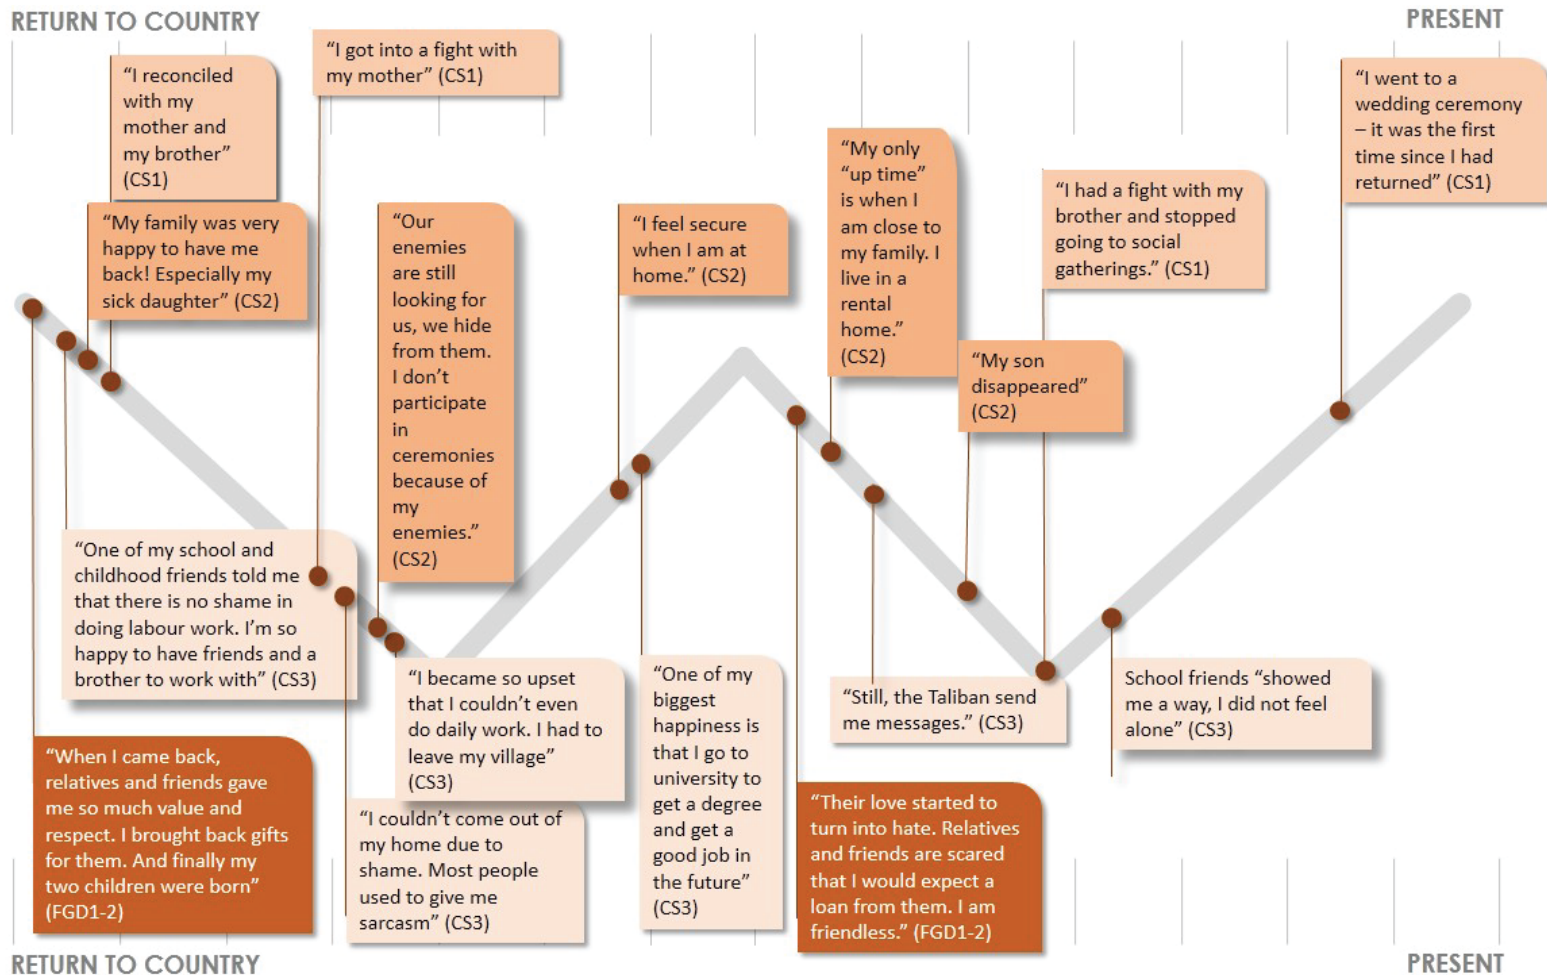 RETURN TO COUNTRY
PRESENT
“I reconciled
with my
mother and
my brother”
(CS1)
“I got into a fight with
my mother” (CS1)
“I went to a
wedding ceremony
– it was the first
time since I had
returned” (CS1)
“My only
“up time”
is when I
am close to
my family. I
live in a
rental
home.”
(CS2)
“I had a fight with my
brother and stopped
going to social
gatherings.” (CS1)
“My family was very
happy to have me
back! Especially my
sick daughter” (CS2)
“Our
enemies
are still
looking for
us, we hide
from them.
I don’t
participate
in
ceremonies
because of
my
enemies.”
(CS2)
“I feel secure
when I am at
home.” (CS2)
“My son
disappeared”
(CS2)
“One of my school and
childhood friends told me
that there is no shame in
doing labour work. I’m so
happy to have friends and a
brother to work with” (CS3)
“I became so upset
that I couldn’t even
do daily work. I had to
leave my village”
(CS3)
“One of my
biggest
happiness is
that I go to
university to
get a degree
and get a
good job in
the future”
(CS3)
“Still, the Taliban send
me messages.” (CS3)
School friends “showed
me a way, I did not feel
alone” (CS3)
“When I came back,
relatives and friends gave
me so much value and
respect. I brought back gifts
for them. And finally my
two children were born”
(FGD1-2)
“I couldn’t come out of
my home due to
shame. Most people
used to give me
sarcasm” (CS3)
“Their love started to
turn into hate. Relatives
and friends are scared
that I would expect a
loan from them. I am
friendless.” (FGD1-2)
RETURN TO COUNTRY
PRESENT